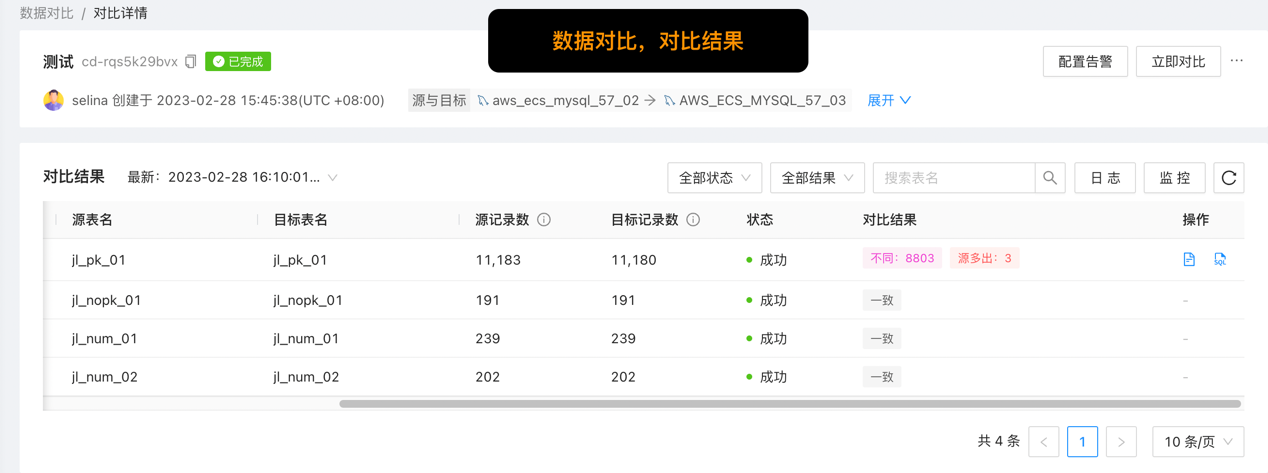 数据对比 / 对比详情
数据对比，对比结果
测试 cd-rqs5k29bvx 已完成 配置告警 立即对比 ···
selina 创建于 2023-02-28 15:45:38(UTC +08:00) 源与目标 aws_ecs_mysql_57_02 → AWS_ECS_MYSQL_57_03 展开
对比结果 最新：2023-02-28 16:10:01... 全部状态 全部结果 搜索表名 日 志 监 控
源表名 目标表名 源记录数 目标记录数 状态 对比结果 操作
jl_pk_01 jl_pk_01 11,183 11,180 成功 不同：8803 源多出：3 SQL
jl_nopk_01 jl_nopk_01 191 191 成功 一致 -
jl_num_01 jl_num_01 239 239 成功 一致 -
jl_num_02 jl_num_02 202 202 成功 一致 -
共 4 条 < 1 > 10 条/页